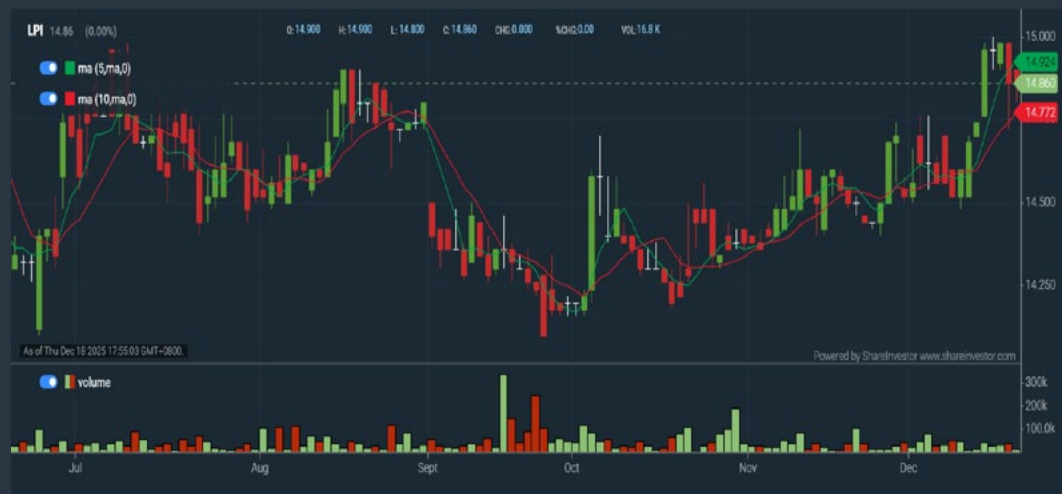 LPI 14.86 (0.00%) O:14.900 H:14.900 L:14.800 C:14.860 CHG:0.000 %CHG:0.00 VOL:16.8 K
ma (5,ma,0)
ma (10,ma,0)
15.000
14.924
14.860
14.772
14.500
14.250
As of Thu Dec 18 2025 17:55:03 GMT+0800.
Powered by ShareInvestor www.shareinvestor.com
volume
300k
200k
100.0k
Jul Aug Sept Oct Nov Dec